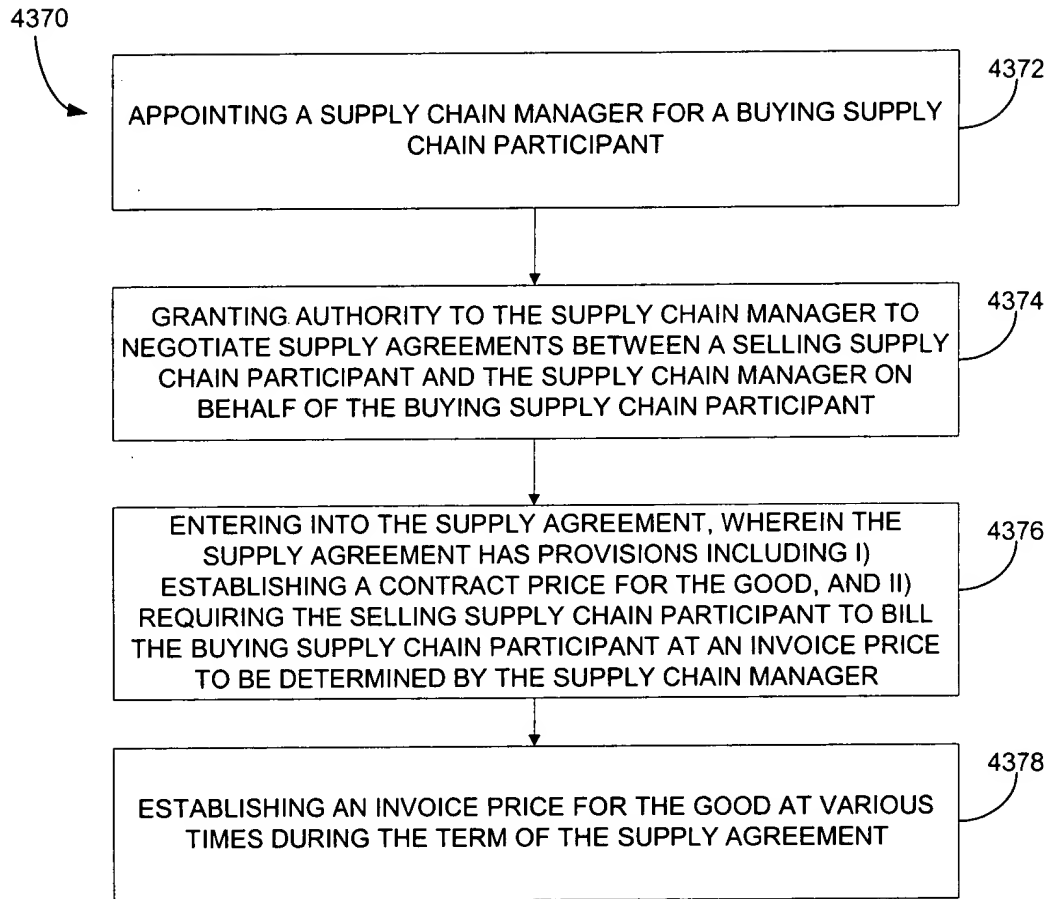 4370
4372
APPOINTING A SUPPLY CHAIN MANAGER FOR A BUYING SUPPLY
CHAIN PARTICIPANT
4374
GRANTING AUTHORITY TO THE SUPPLY CHAIN MANAGER TO
NEGOTIATE SUPPLY AGREEMENTS BETWEEN A SELLING SUPPLY
CHAIN PARTICIPANT AND THE SUPPLY CHAIN MANAGER ON
BEHALF OF THE BUYING SUPPLY CHAIN PARTICIPANT
4376
ENTERING INTO THE SUPPLY AGREEMENT, WHEREIN THE
SUPPLY AGREEMENT HAS PROVISIONS INCLUDING I)
ESTABLISHING A CONTRACT PRICE FOR THE GOOD, AND II)
REQUIRING THE SELLING SUPPLY CHAIN PARTICIPANT TO BILL
THE BUYING SUPPLY CHAIN PARTICIPANT AT AN INVOICE PRICE
TO BE DETERMINED BY THE SUPPLY CHAIN MANAGER
4378
ESTABLISHING AN INVOICE PRICE FOR THE GOOD AT VARIOUS
TIMES DURING THE TERM OF THE SUPPLY AGREEMENT